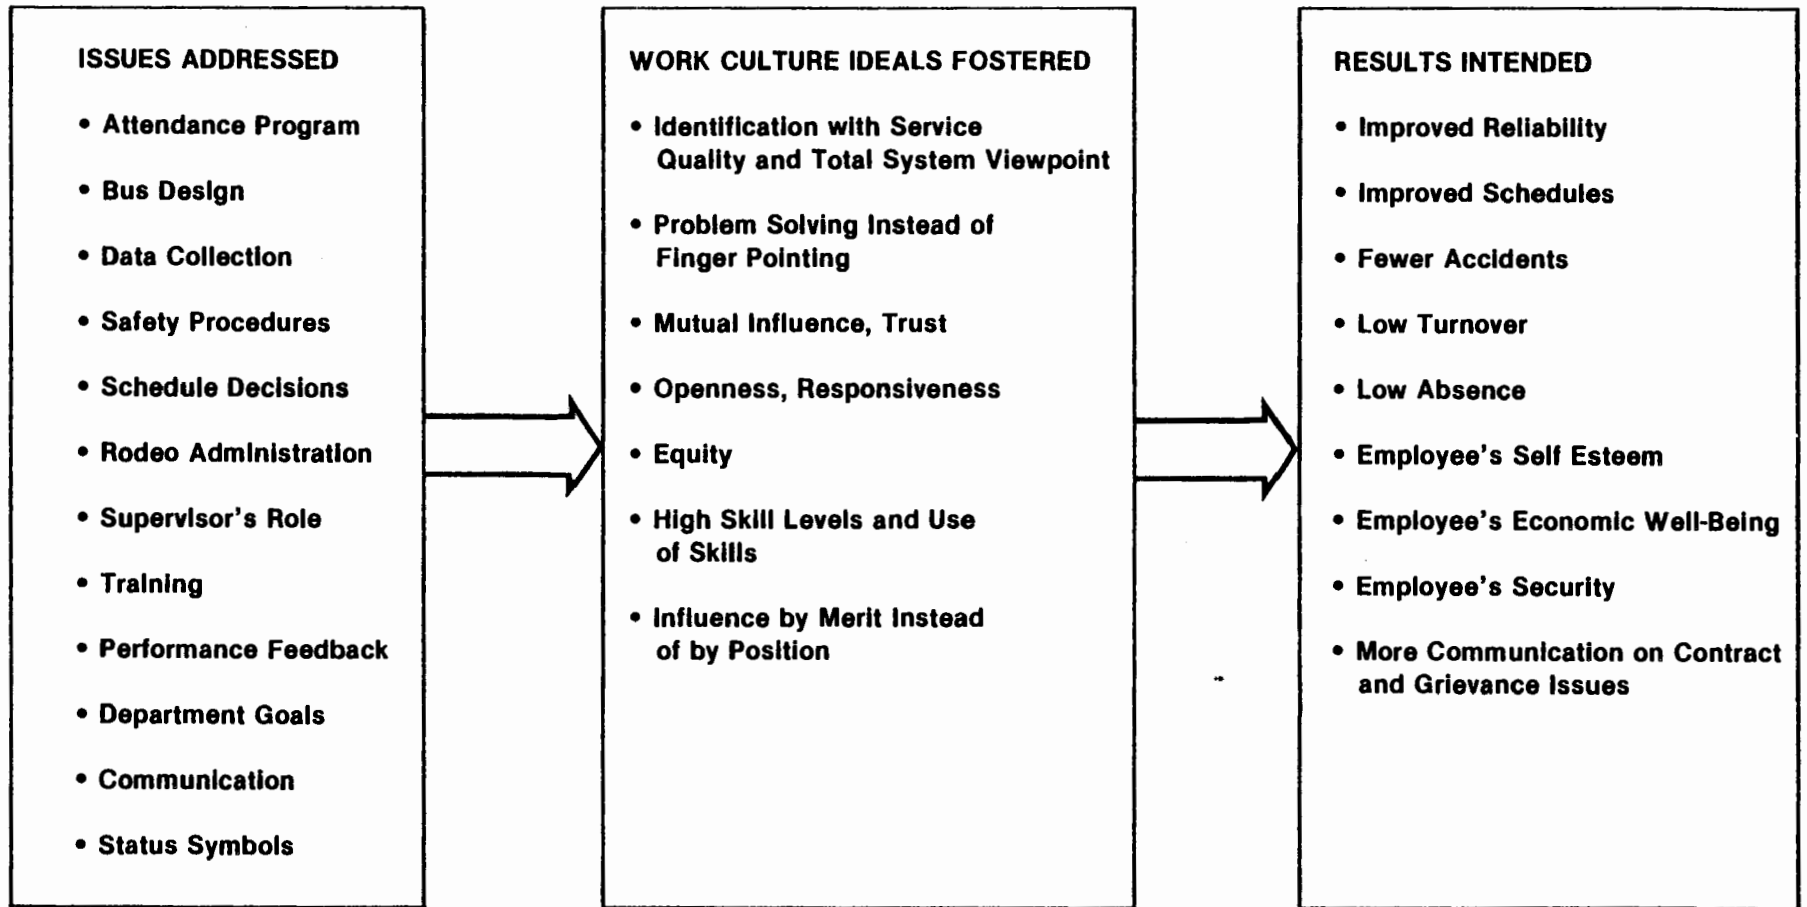 ISSUES ADDRESSED
• Attendance Program
• Bus Design
• Data Collection
• Safety Procedures
• Schedule Decisions
• Rodeo Administration
• Supervisor's Role
• Training
• Performance Feedback
• Department Goals
• Communication
• Status Symbols
WORK CULTURE IDEALS FOSTERED
• Identification with Service
Quality and Total System Viewpoint
• Problem Solving Instead of
Finger Pointing
• Mutual Influence, Trust
• Openness, Responsiveness
• Equity
• High Skill Levels and Use
of Skills
• Influence by Merit Instead
of by Position
RESULTS INTENDED
• Improved Reliability
• Improved Schedules
• Fewer Accidents
• Low Turnover
• Low Absence
• Employee's Self Esteem
• Employee's Economic Well-Being
• Employee's Security
• More Communication on Contract
and Grievance Issues